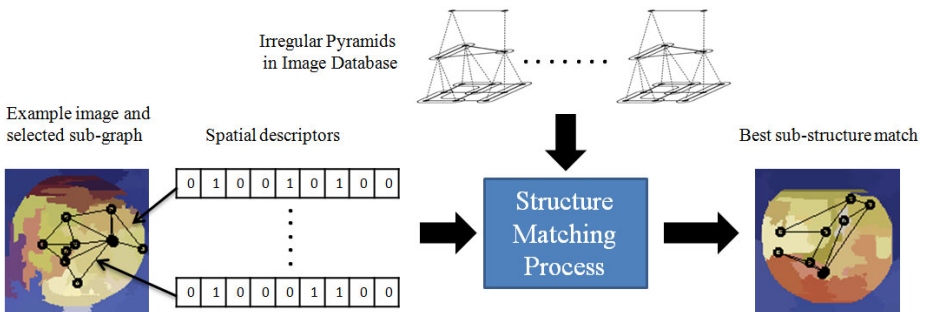 Irregular Pyramids
in Image Database
Example image and
selected sub-graph
Spatial descriptors
Best sub-structure match
0 1 0 0 1 0 1 0 0
0 1 0 0 0 1 1 0 0
Structure
Matching
Process